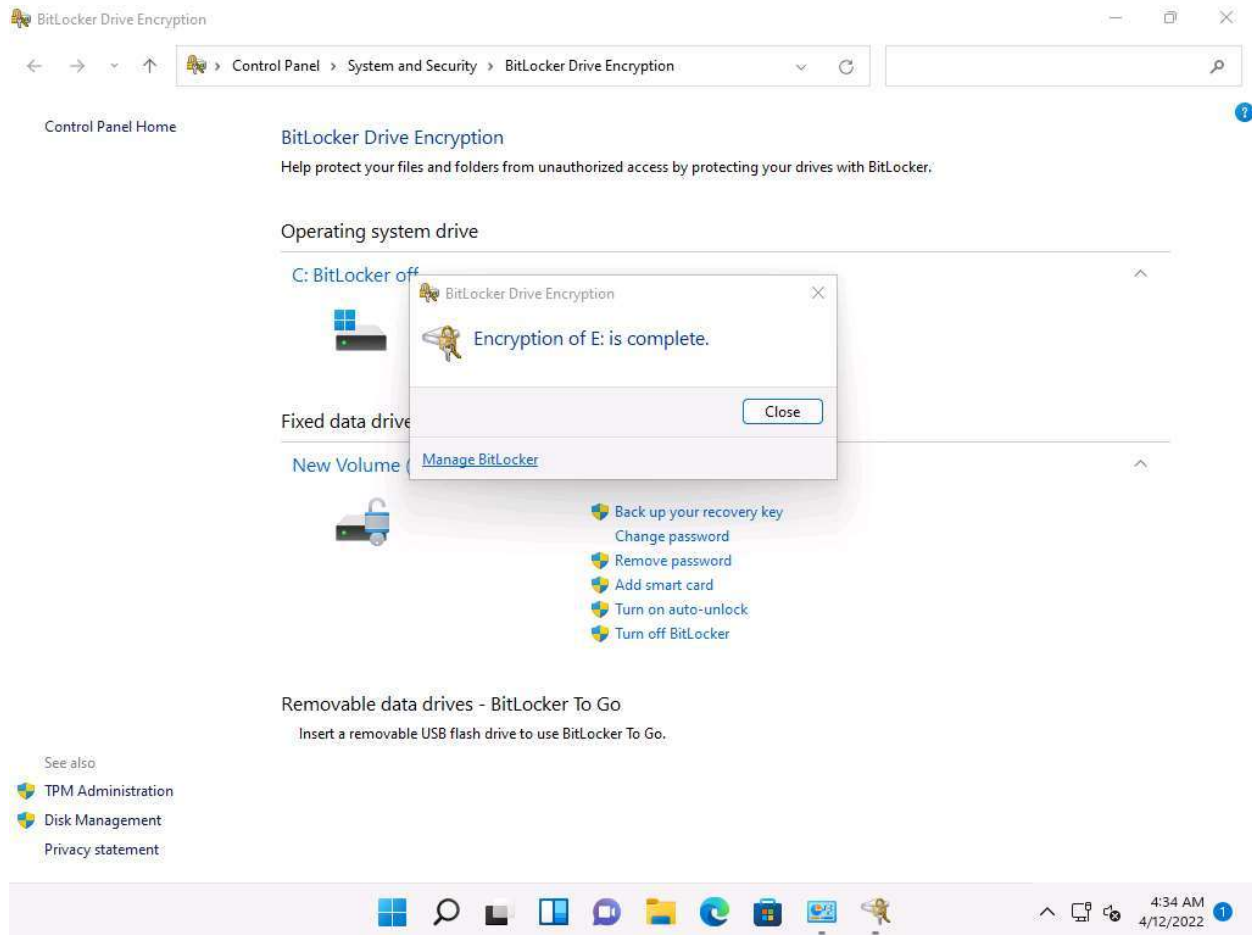 BitLocker Drive Encryption
Control Panel > System and Security > BitLocker Drive Encryption
Control Panel Home
BitLocker Drive Encryption
Help protect your files and folders from unauthorized access by protecting your drives with BitLocker.
Operating system drive
C: BitLocker off
BitLocker Drive Encryption
Encryption of E: is complete.
Close
Manage BitLocker
Fixed data drive
New Volume (
Back up your recovery key
Change password
Remove password
Add smart card
Turn on auto-unlock
Turn off BitLocker
Removable data drives - BitLocker To Go
Insert a removable USB flash drive to use BitLocker To Go.
See also
TPM Administration
Disk Management
Privacy statement
4:34 AM
4/12/2022
1